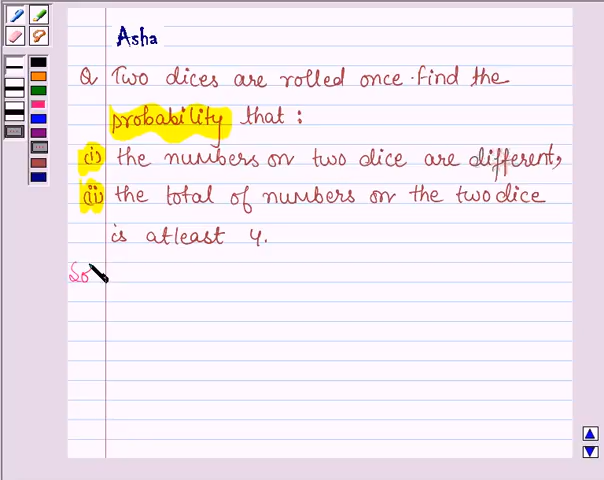 Asha
Q Two dices are rolled once. find the
probability that :
(i) the numbers on two dice are different,
(ii) the total of numbers on the two dice
is atleast 4.
So